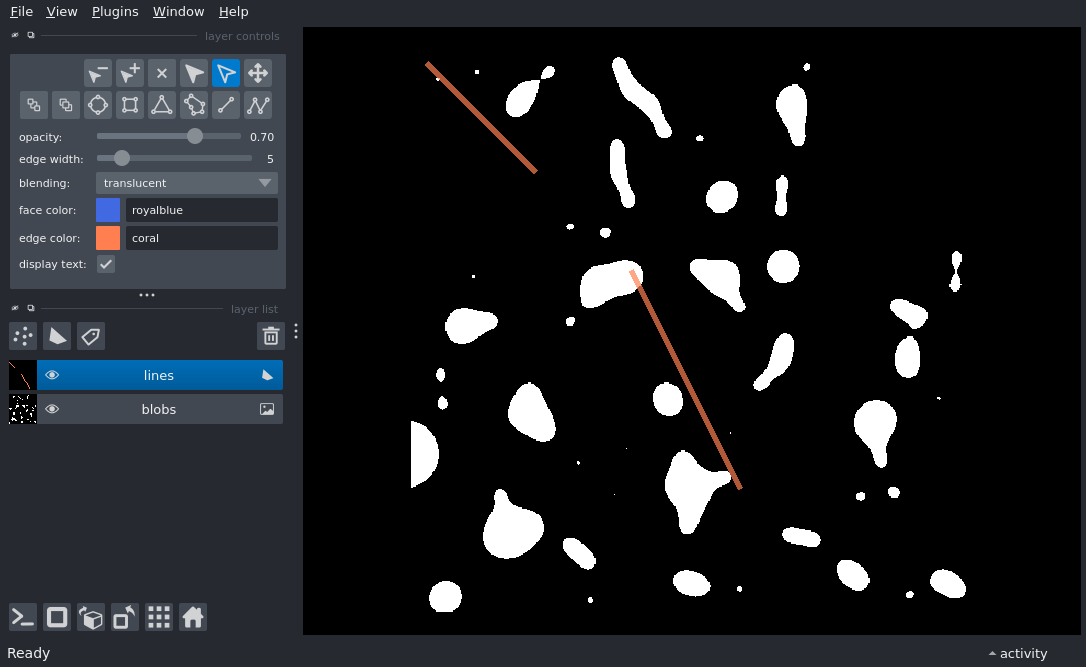 File View Plugins Window Help
layer controls
opacity: 0.70
edge width: 5
blending: translucent
face color: royalblue
edge color: coral
display text:
layer list
lines
blobs
Ready
activity